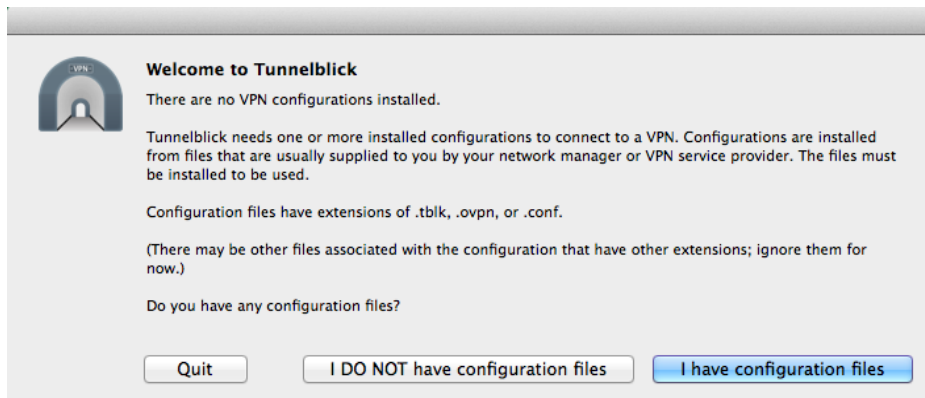 VPN
Welcome to Tunnelblick
There are no VPN configurations installed.
Tunnelblick needs one or more installed configurations to connect to a VPN. Configurations are installed
from files that are usually supplied to you by your network manager or VPN service provider. The files must
be installed to be used.
Configuration files have extensions of .tblk, .ovpn, or .conf.
(There may be other files associated with the configuration that have other extensions; ignore them for
now.)
Do you have any configuration files?
Quit
I DO NOT have configuration files
I have configuration files